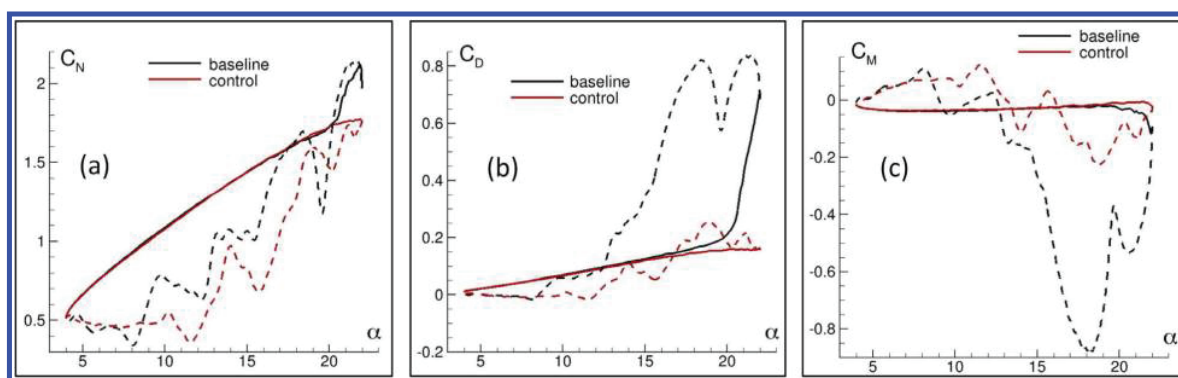 C_N
baseline
control
2
1.5
1
0.5
(a)
5
10
15
20
α
C_D
0.8
baseline
control
0.6
0.4
0.2
0
-0.2
(b)
5
10
15
20
α
C_M
baseline
control
0
-0.2
-0.4
-0.6
-0.8
(c)
5
10
15
20
α